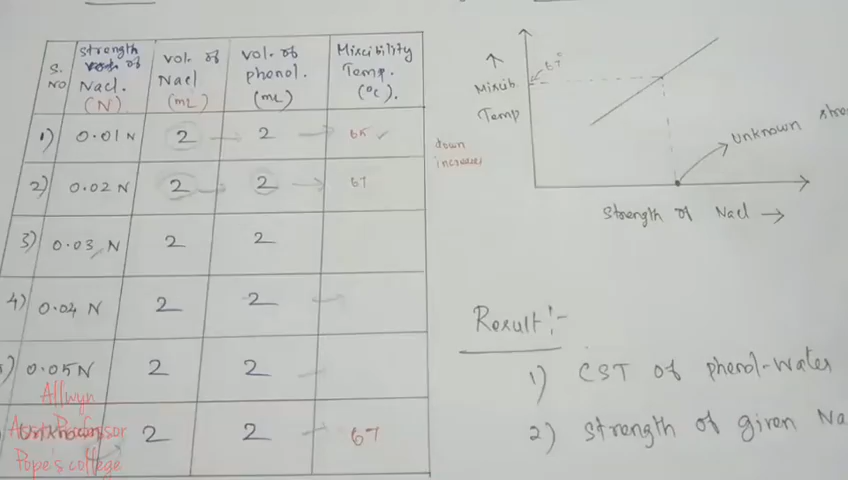 S. NO
strength of Nacl. (N)
vol. of Nacl (mL)
vol. of phenol. (mL)
Miscibility Temp. (°c).
1) 0.01 N 2 2 65
2) 0.02 N 2 2 67
3) 0.03 N 2 2
4) 0.04 N 2 2
0.05 N 2 2
2 2 67
Allwyn
Pope's college
down
increases
↑
Miscib.
Temp
67°
Unknown
strength of Nacl →
Result:-
1) CST of phenol-water
2) strength of given